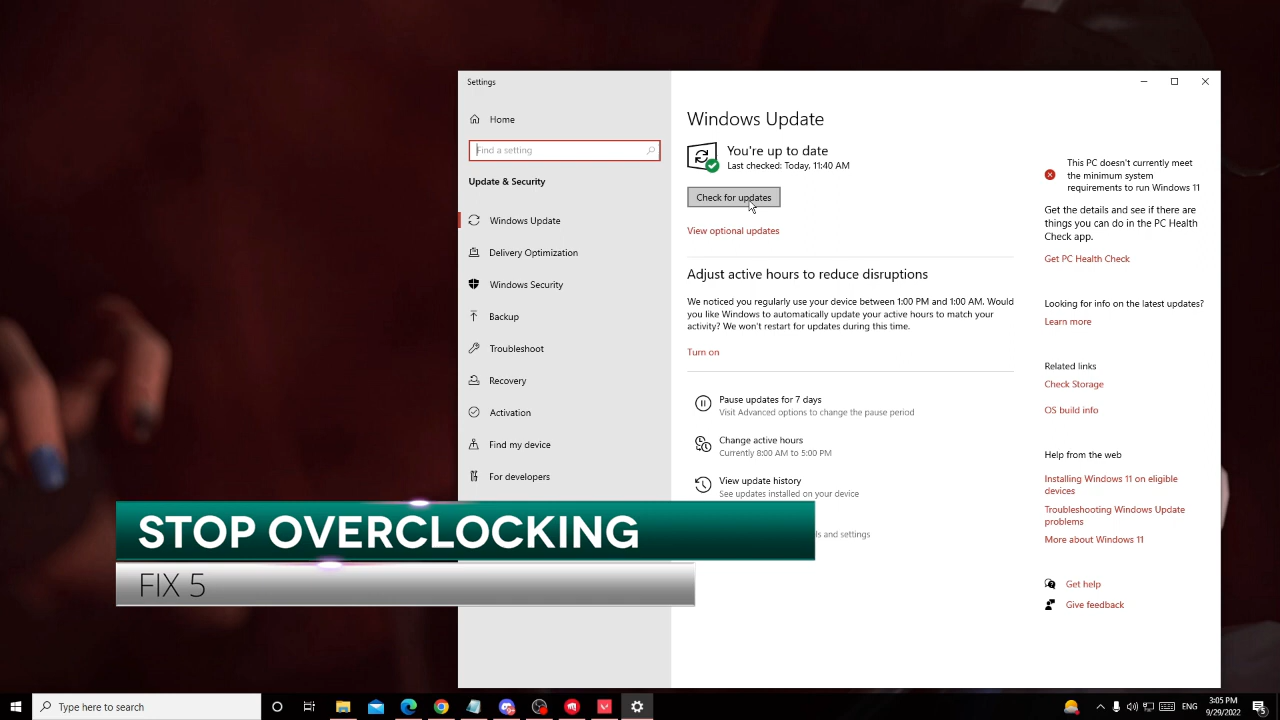 Settings
Home
Find a setting
Update & Security
Windows Update
Delivery Optimization
Windows Security
Backup
Troubleshoot
Recovery
Activation
Find my device
For developers
Windows Update
You're up to date
Last checked: Today, 11:40 AM
Check for updates
View optional updates
Adjust active hours to reduce disruptions
We noticed you regularly use your device between 1:00 PM and 1:00 AM. Would
you like Windows to automatically update your active hours to match your
activity? We won't restart for updates during this time.
Turn on
Pause updates for 7 days
Visit Advanced options to change the pause period
Change active hours
Currently 8:00 AM to 5:00 PM
View update history
See updates installed on your device
and settings
This PC doesn't currently meet
the minimum system
requirements to run Windows 11
Get the details and see if there are
things you can do in the PC Health
Check app.
Get PC Health Check
Looking for info on the latest updates?
Learn more
Related links
Check Storage
OS build info
Help from the web
Installing Windows 11 on eligible
devices
Troubleshooting Windows Update
problems
More about Windows 11
Get help
Give feedback
STOP OVERCLOCKING
FIX 5
Type here to search
ENG
3:05 PM
9/29/2022